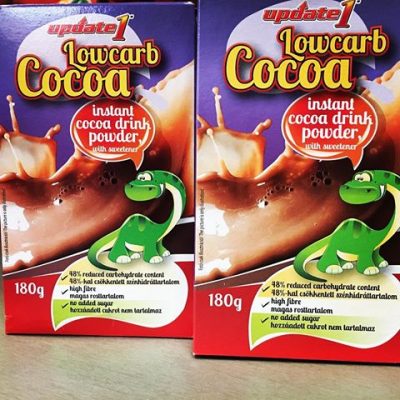 update1
Lowcarb
Cocoa
instant
cocoa drink
powder
with sweetener
48% reduced carbohydrate content
48%-kal csökkentett szénhidráttartalom
high fibre
magas rosttartalom
no added sugar
hozzáadott cukrot nem tartalmaz
180g
update1
Lowcarb
Cocoa
instant
cocoa drink
powder
with sweetener
48% reduced carbohydrate content
48%-kal csökkentett szénhidráttartalom
high fibre
magas rosttartalom
no added sugar
hozzáadott cukrot nem tartalmaz
180g